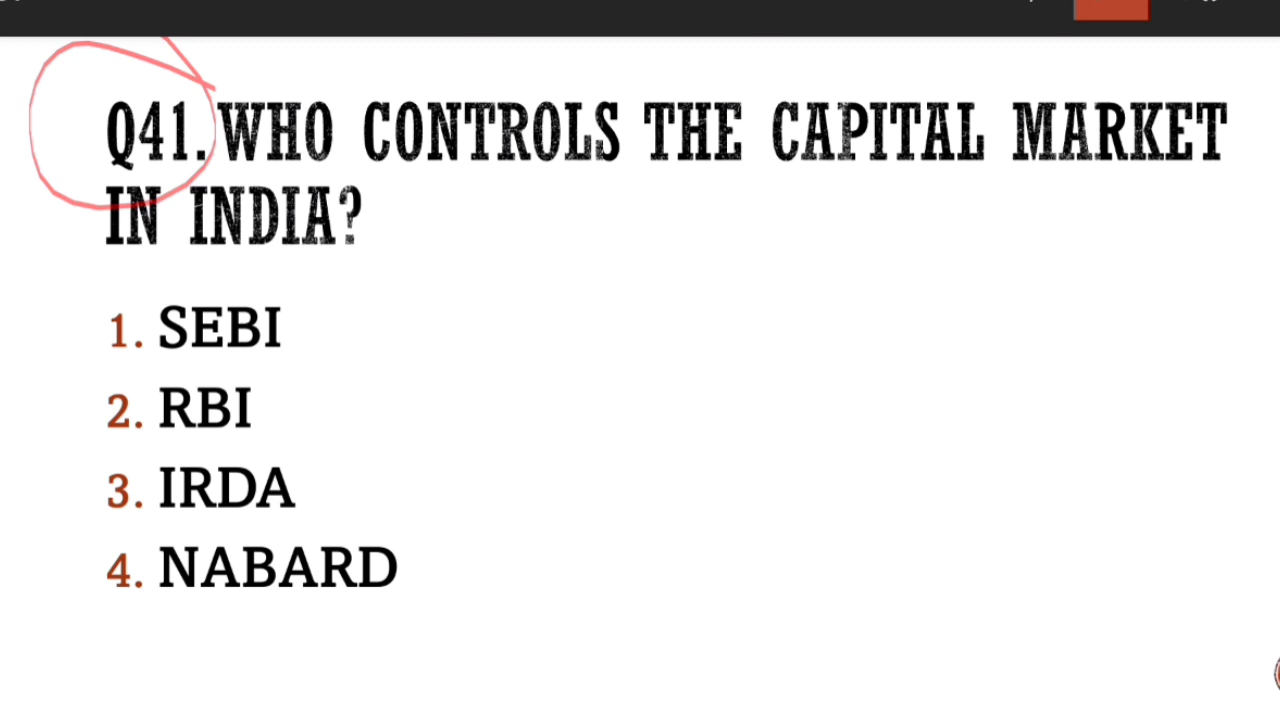 Q41. WHO CONTROLS THE CAPITAL MARKET
IN INDIA?
1. SEBI
2. RBI
3. IRDA
4. NABARD